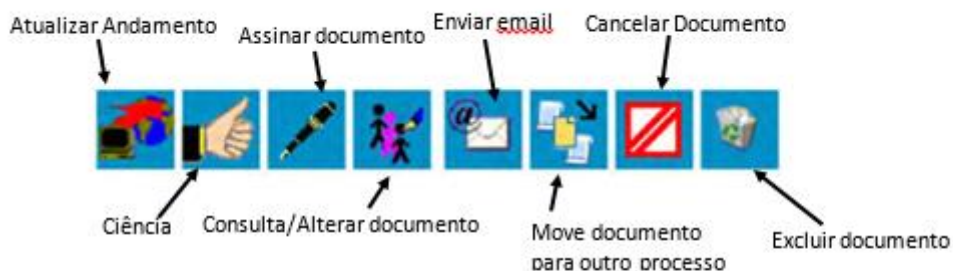 Atualizar Andamento
Assinar documento
Enviar email
Cancelar Documento
@
Ciência
Consulta/Alterar documento
Move documento
para outro processo
Excluir documento